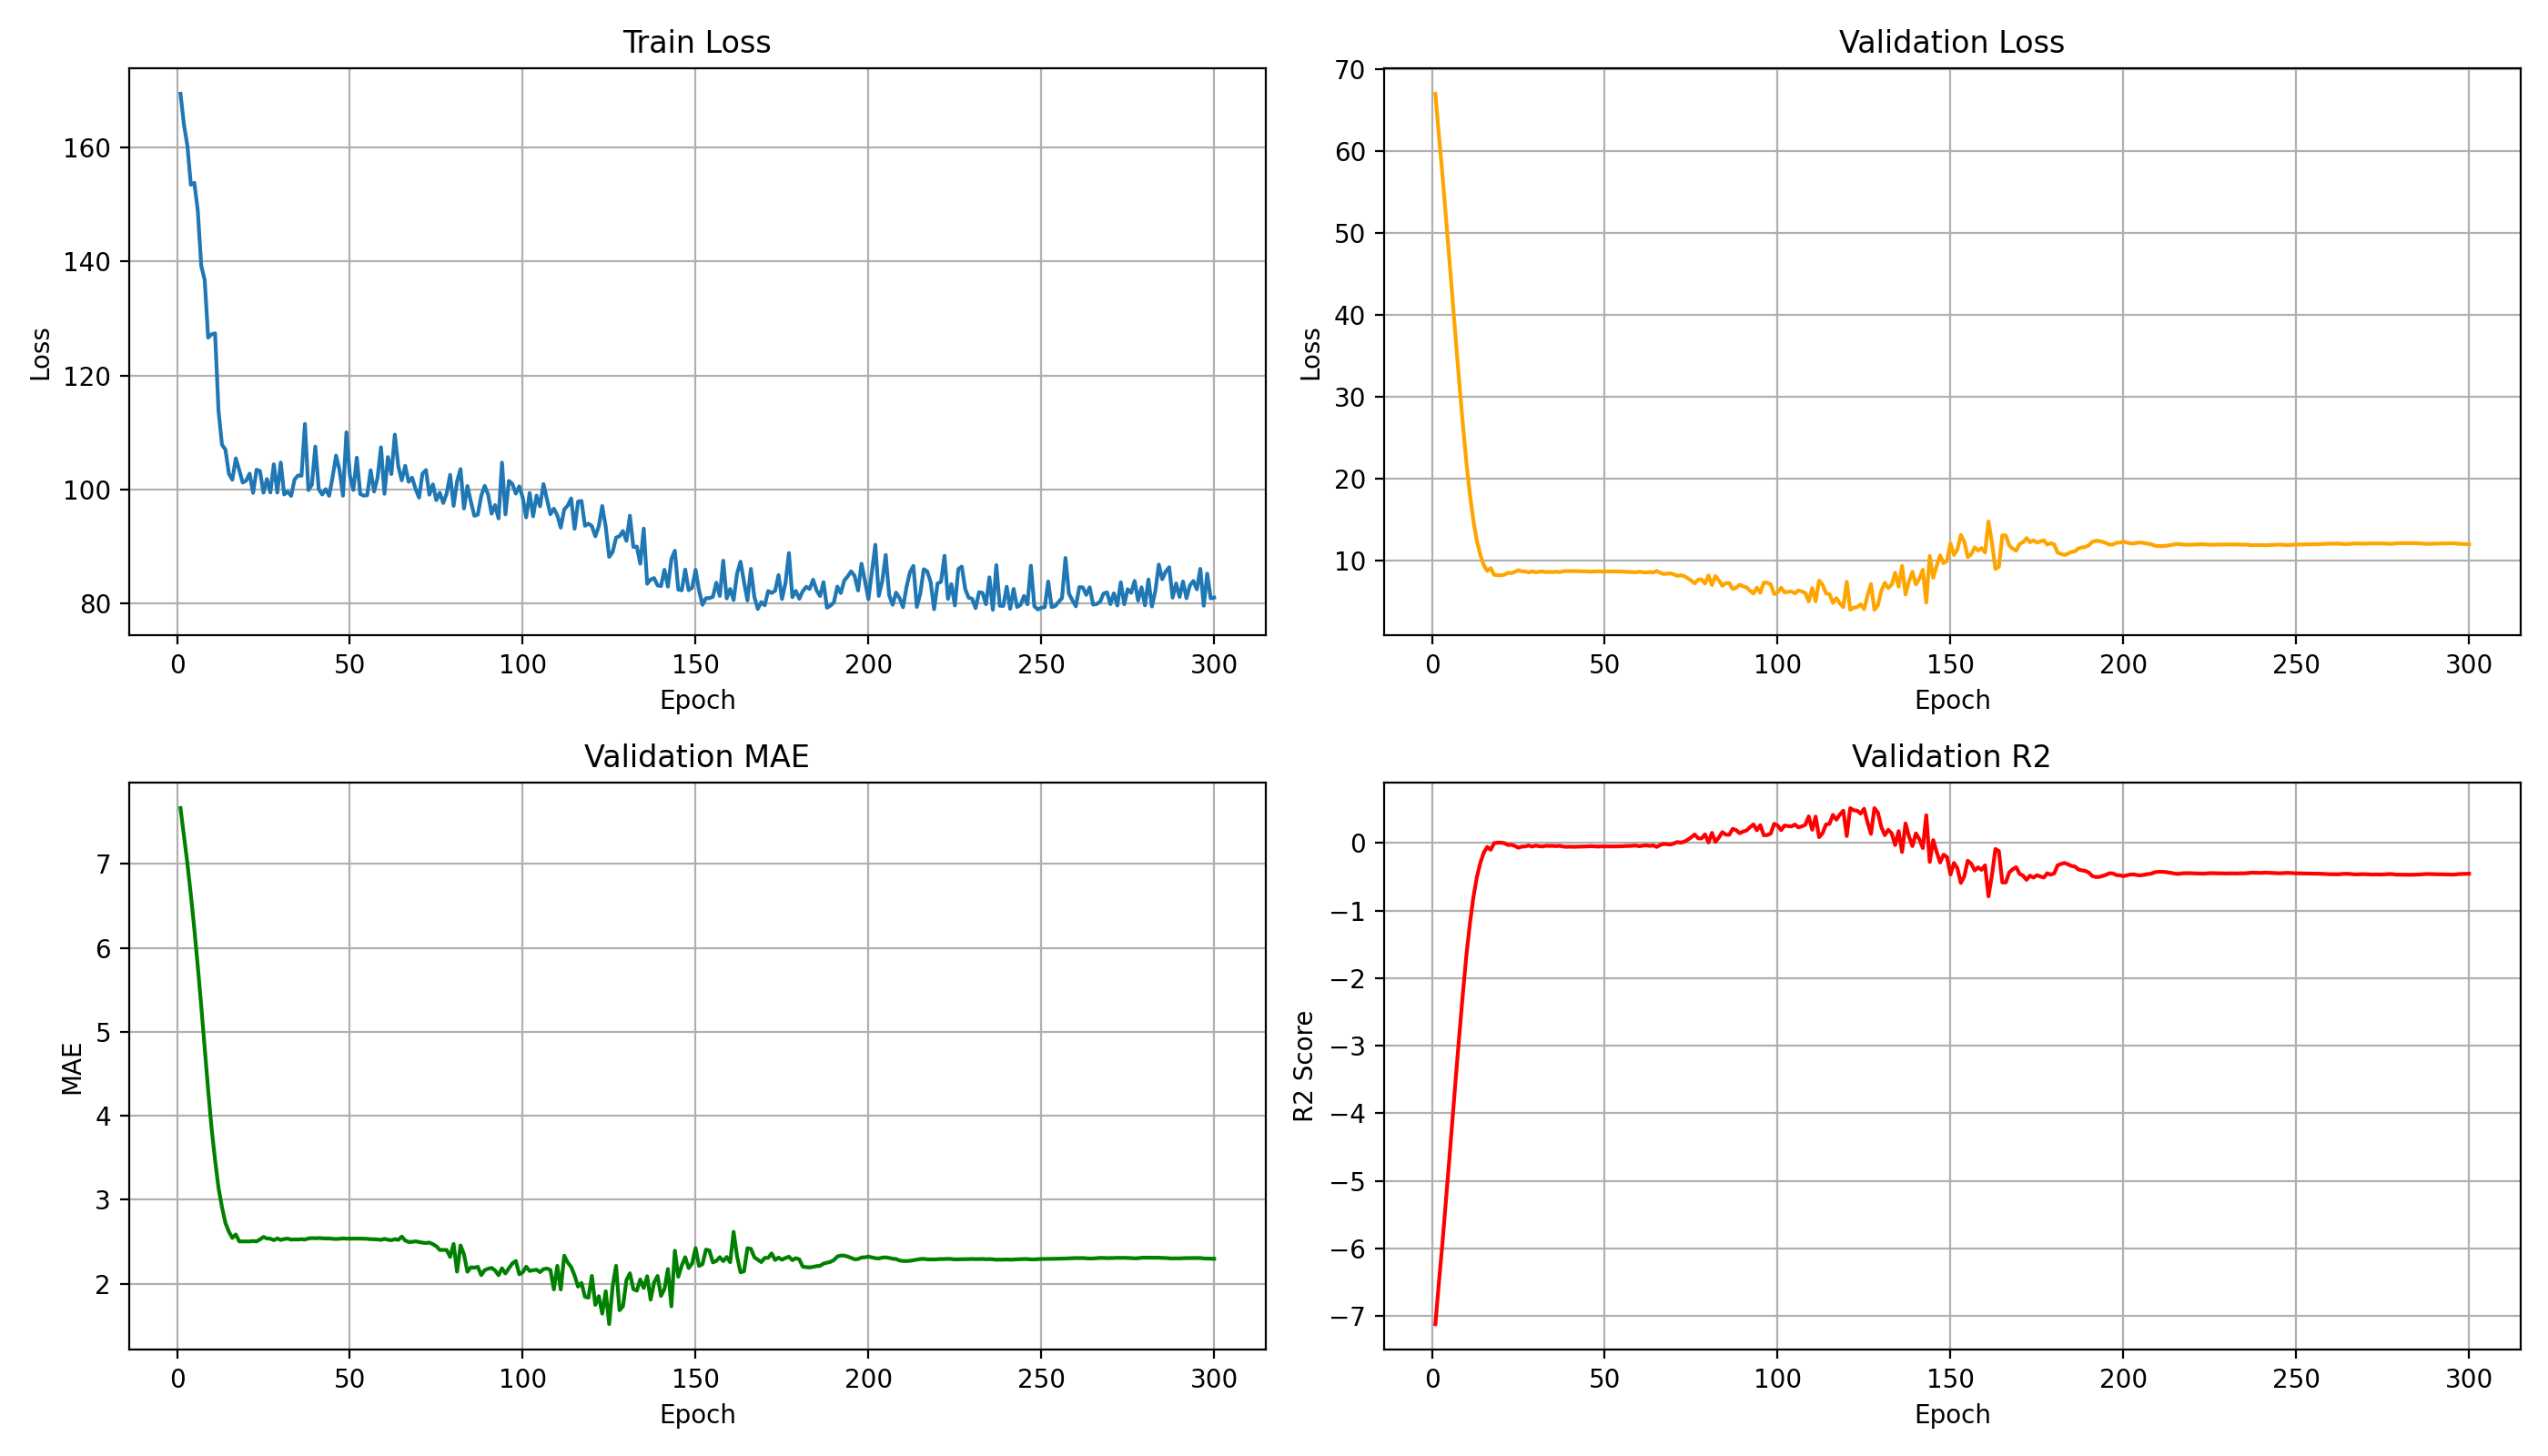 Train Loss
Loss
160
140
120
100
80
0 50 100 150 200 250 300
Epoch
Validation Loss
Loss
70
60
50
40
30
20
10
0 50 100 150 200 250 300
Epoch
Validation MAE
MAE
7
6
5
4
3
2
0 50 100 150 200 250 300
Epoch
Validation R2
R2 Score
0
−1
−2
−3
−4
−5
−6
−7
0 50 100 150 200 250 300
Epoch